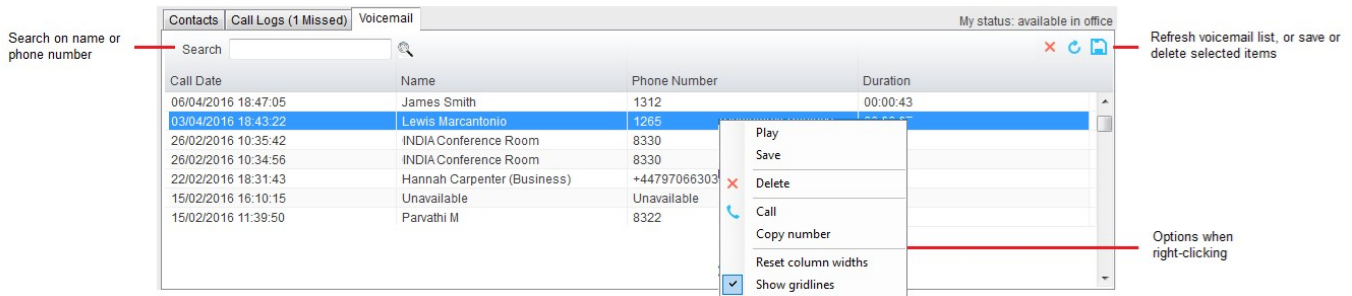 Contacts Call Logs (1 Missed) Voicemail My status: available in office
Search on name or
phone number
Search
Refresh voicemail list, or save or
delete selected items
Call Date Name Phone Number Duration
06/04/2016 18:47:05 James Smith 1312 00:00:43
03/04/2016 18:43:22 Lewis Marcantonio 1265
26/02/2016 10:35:42 INDIA Conference Room 8330
26/02/2016 10:34:56 INDIA Conference Room 8330
22/02/2016 18:31:43 Hannah Carpenter (Business) +44797066303
15/02/2016 16:10:15 Unavailable Unavailable
15/02/2016 11:39:50 Parvathi M 8322
Play
Save
Delete
Call
Copy number
Reset column widths
Show gridlines
Options when
right-clicking